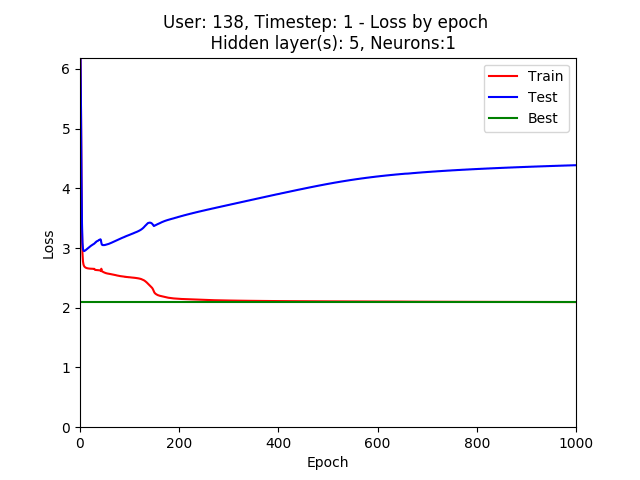 User: 138, Timestep: 1 - Loss by epoch
Hidden layer(s): 5, Neurons:1
Train
Test
Best
Loss
6
5
4
3
2
1
0
0 200 400 600 800 1000
Epoch